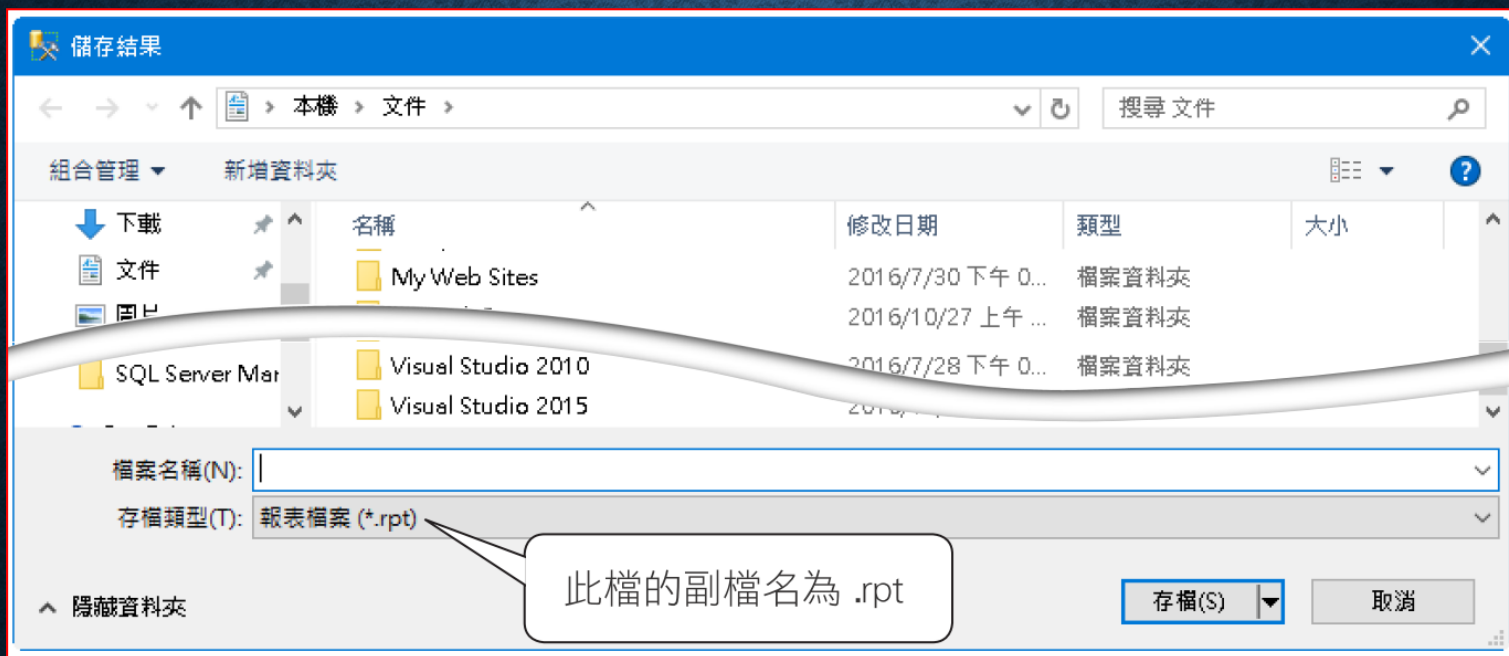 儲存結果
本機 › 文件 ›
搜尋 文件
組合管理
新增資料夾
名稱 修改日期 類型 大小
下載
文件
圖片
SQL Server Mar
My Web Sites 2016/7/30 下午 0... 檔案資料夾
2016/10/27 上午 ... 檔案資料夾
Visual Studio 2010 2016/7/28 下午 0... 檔案資料夾
Visual Studio 2015
檔案名稱(N):
存檔類型(T): 報表檔案 (*.rpt)
此檔的副檔名為 .rpt
隱藏資料夾
存檔(S)
取消